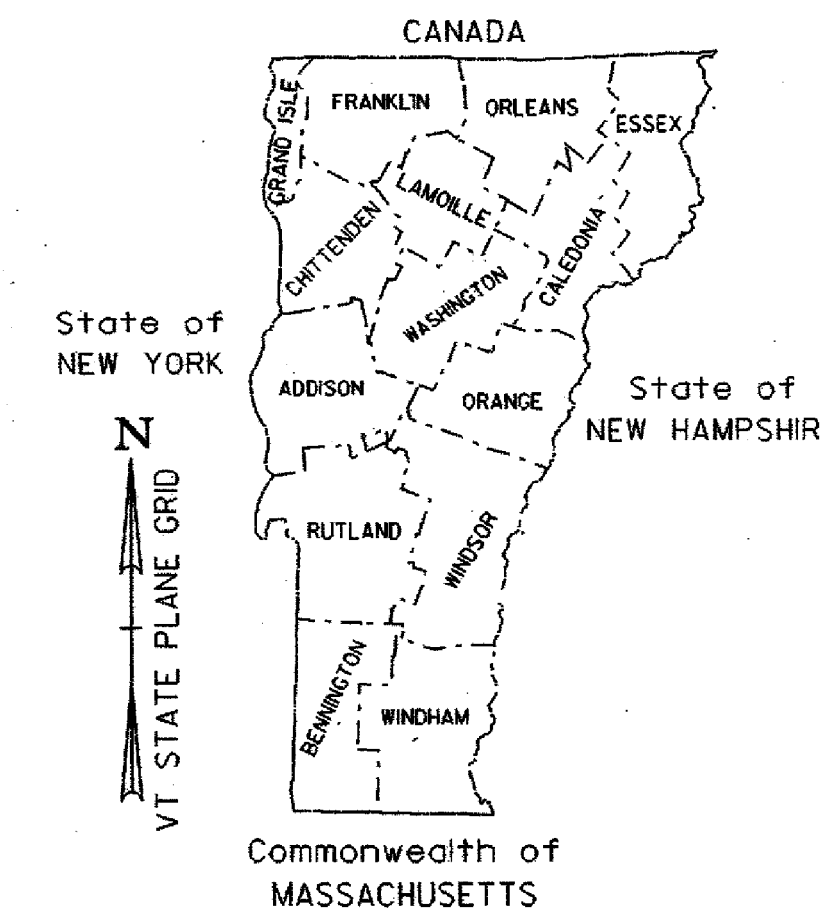 CANADA
FRANKLIN
ORLEANS
ESSEX
GRAND ISLE
LAMOILLE
CHITTENDEN
CALEDONIA
WASHINGTON
State of
NEW YORK
ADDISON
ORANGE
State of
NEW HAMPSHIR
N
VT STATE PLANE GRID
RUTLAND
WINDSOR
BENNINGTON
WINDHAM
Commonwealth of
MASSACHUSETTS